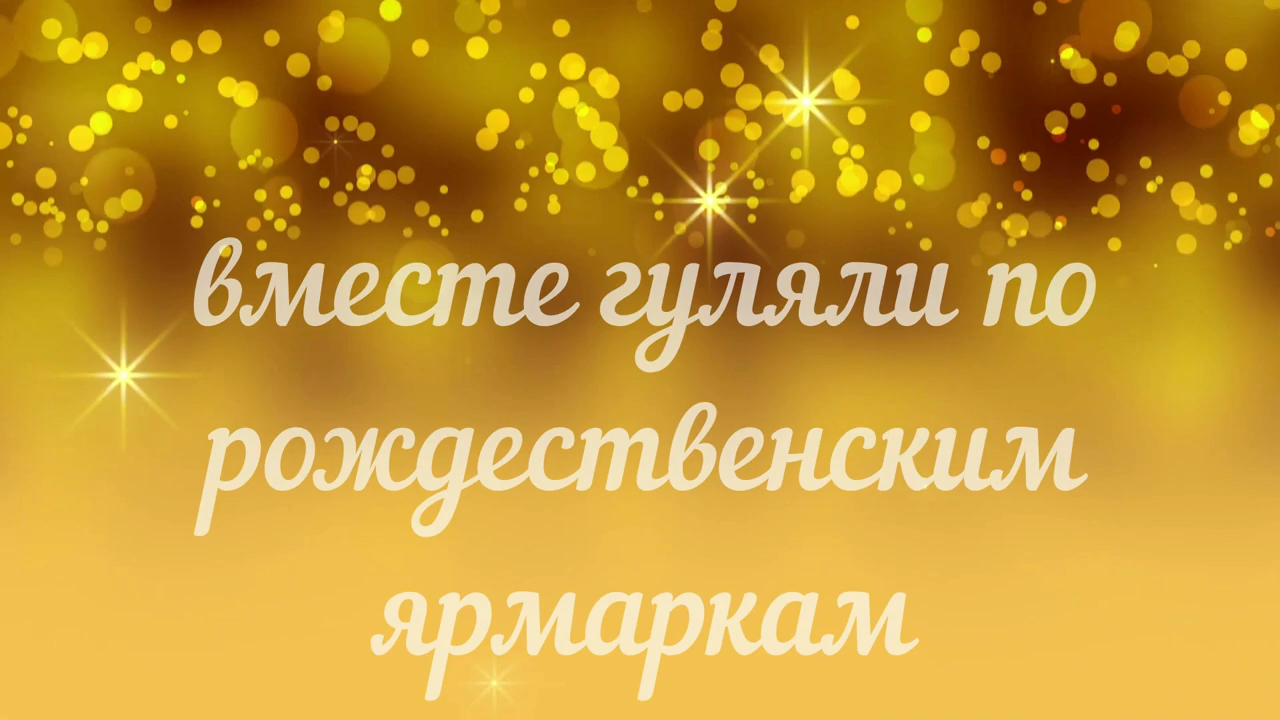 вместе гуляли по
рождественским
ярмаркам